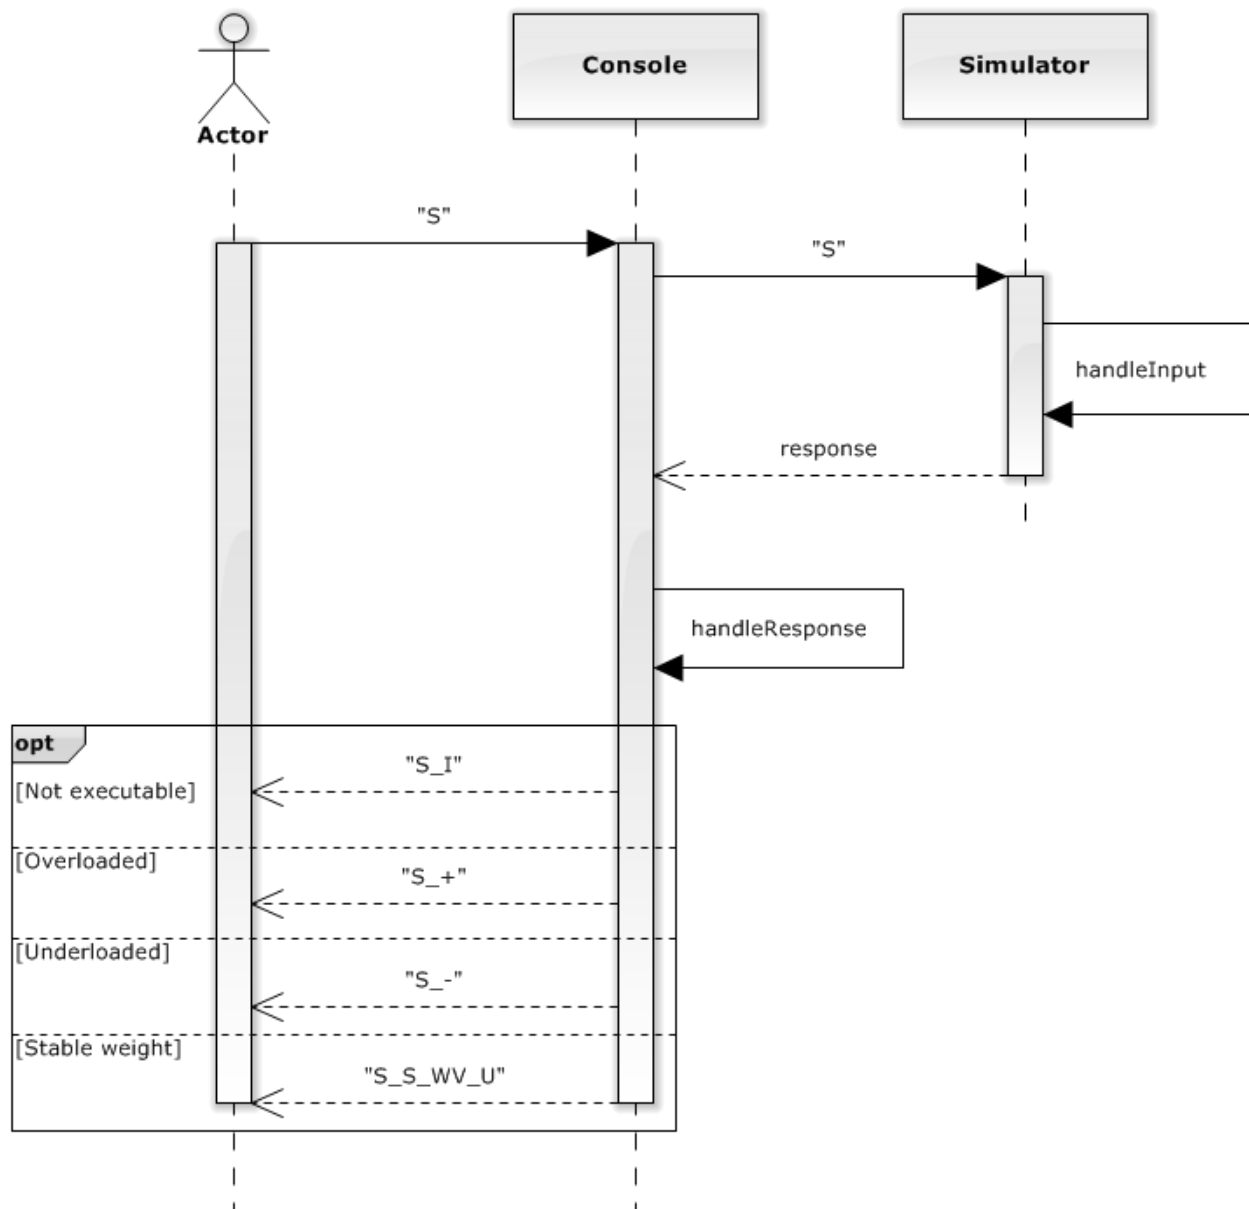 Actor
Console
Simulator
"S"
"S"
handleInput
response
handleResponse
opt
"S_I"
[Not executable]
[Overloaded]
"S_+"
[Underloaded]
"S_-"
[Stable weight]
"S_S_WV_U"